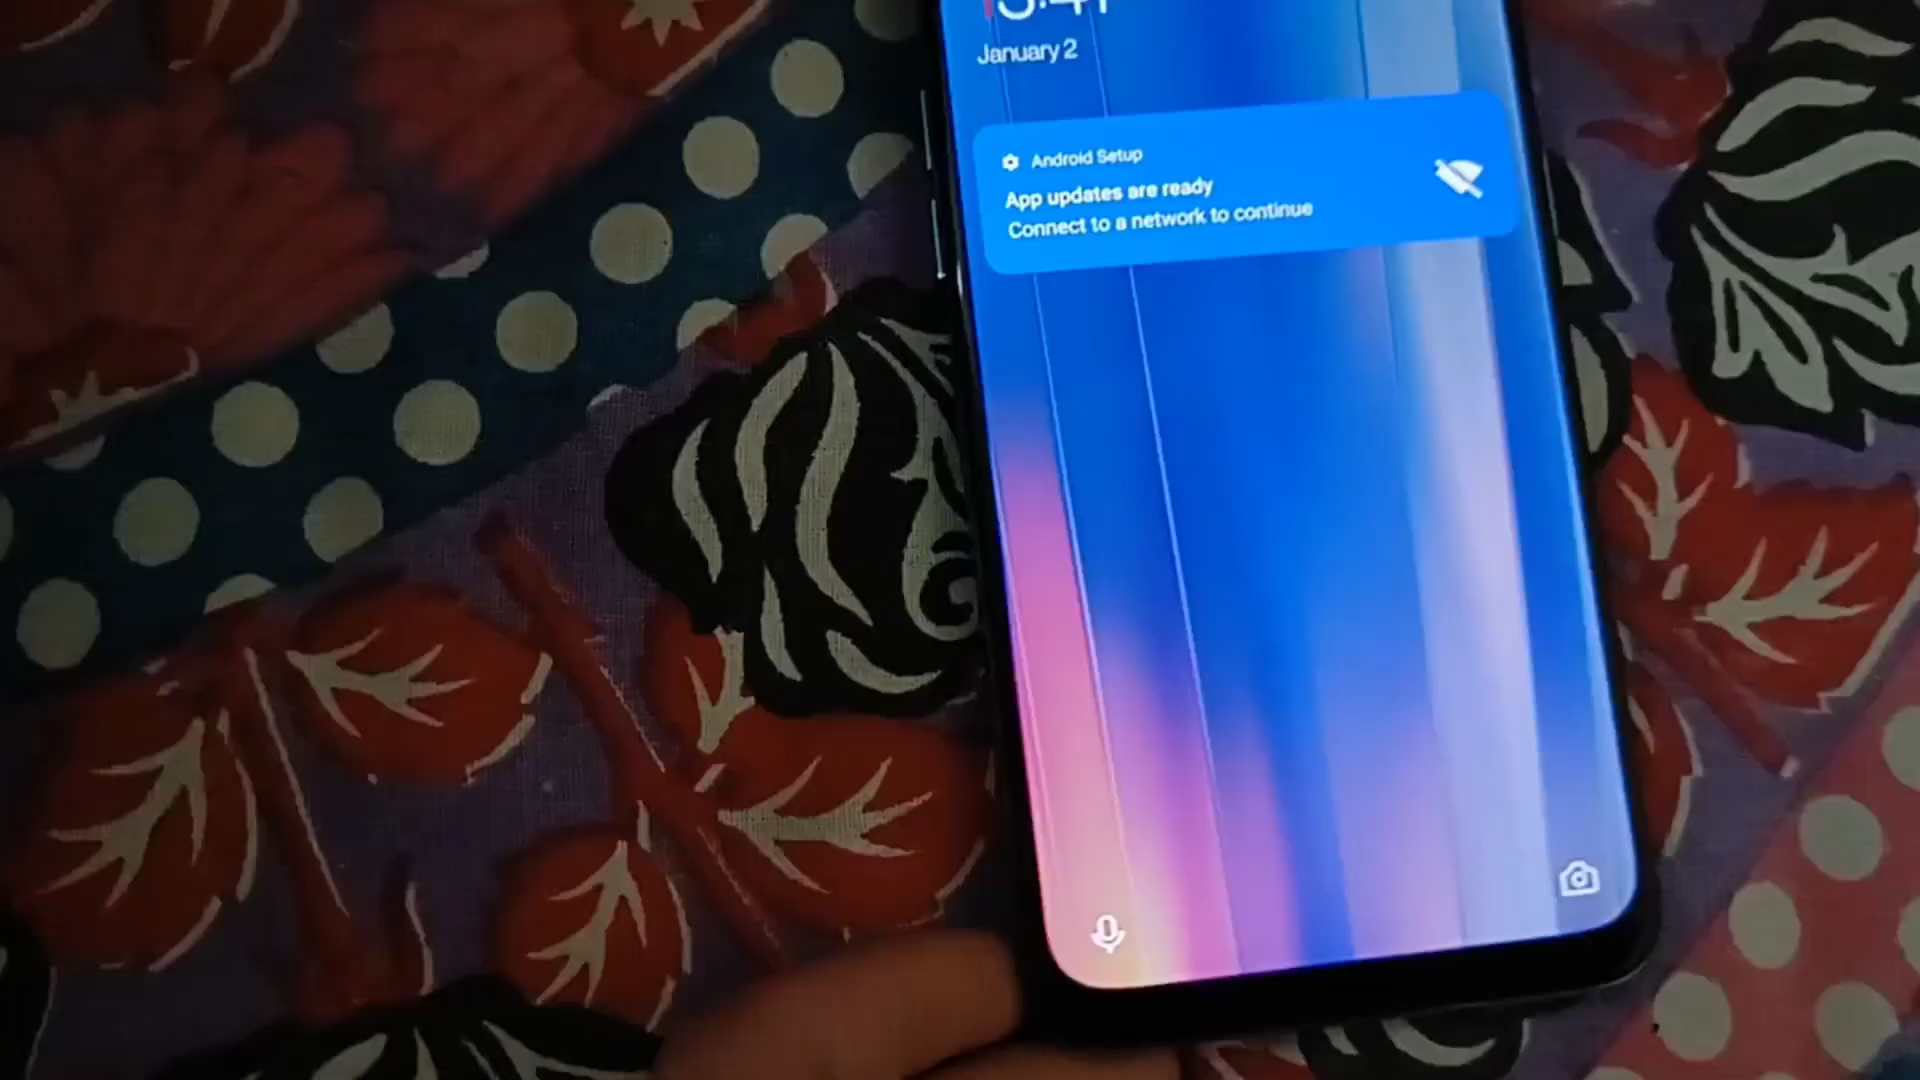 January 2
Android Setup
App updates are ready
Connect to a network to continue